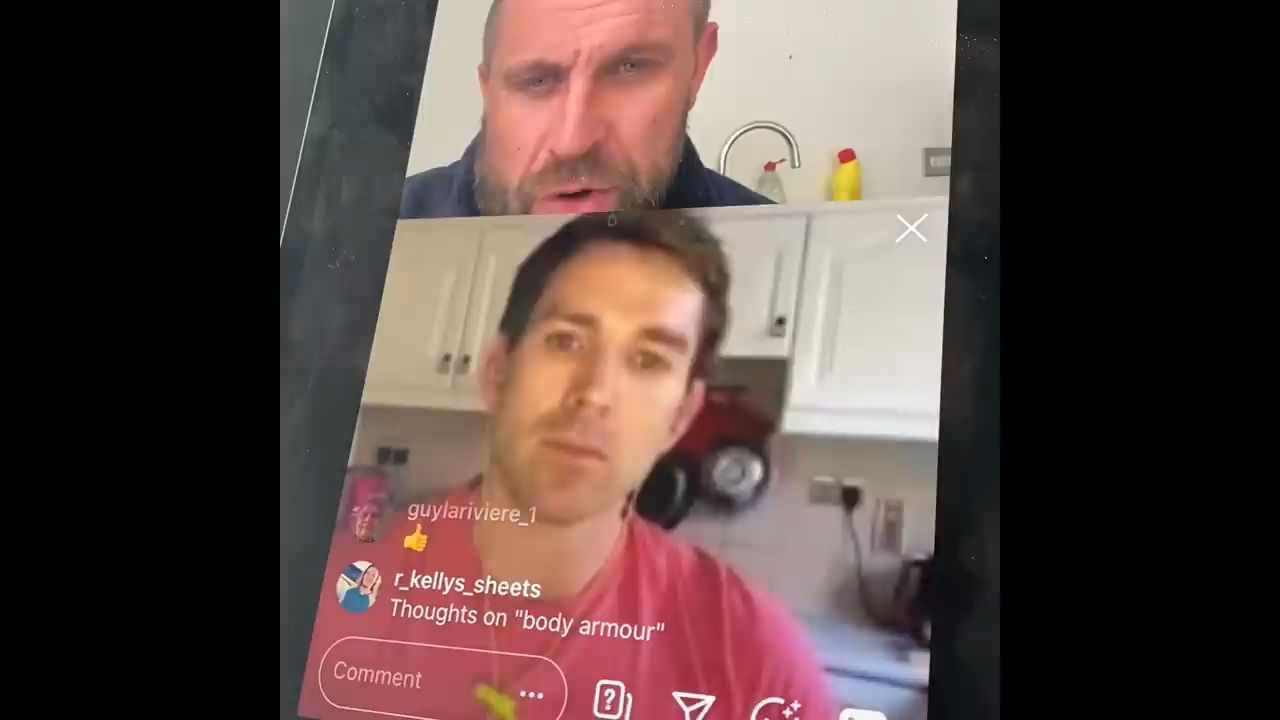 guylariviere_1
👍
r_kellys_sheets
Thoughts on "body armour"
Comment